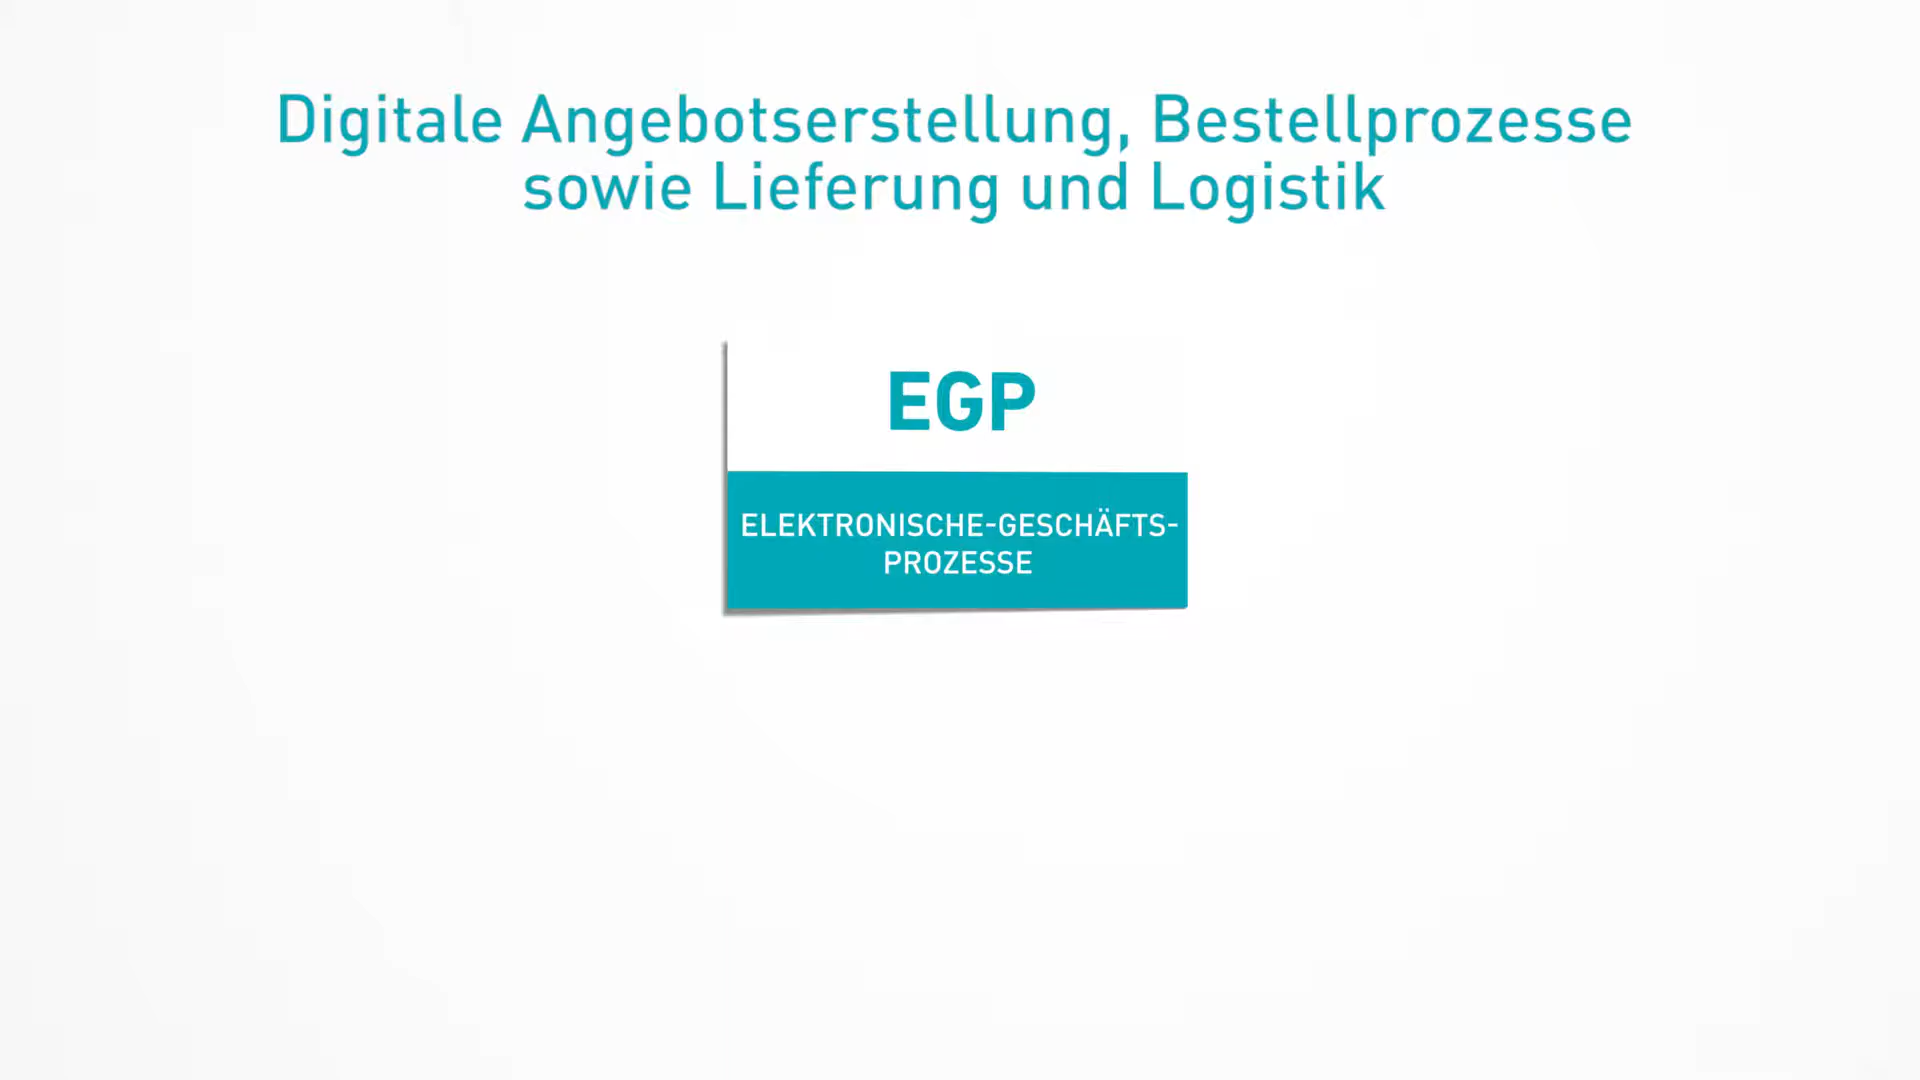 Digitale Angebotserstellung, Bestellprozesse
sowie Lieferung und Logistik
EGP
ELEKTRONISCHE-GESCHÄFTS-
PROZESSE